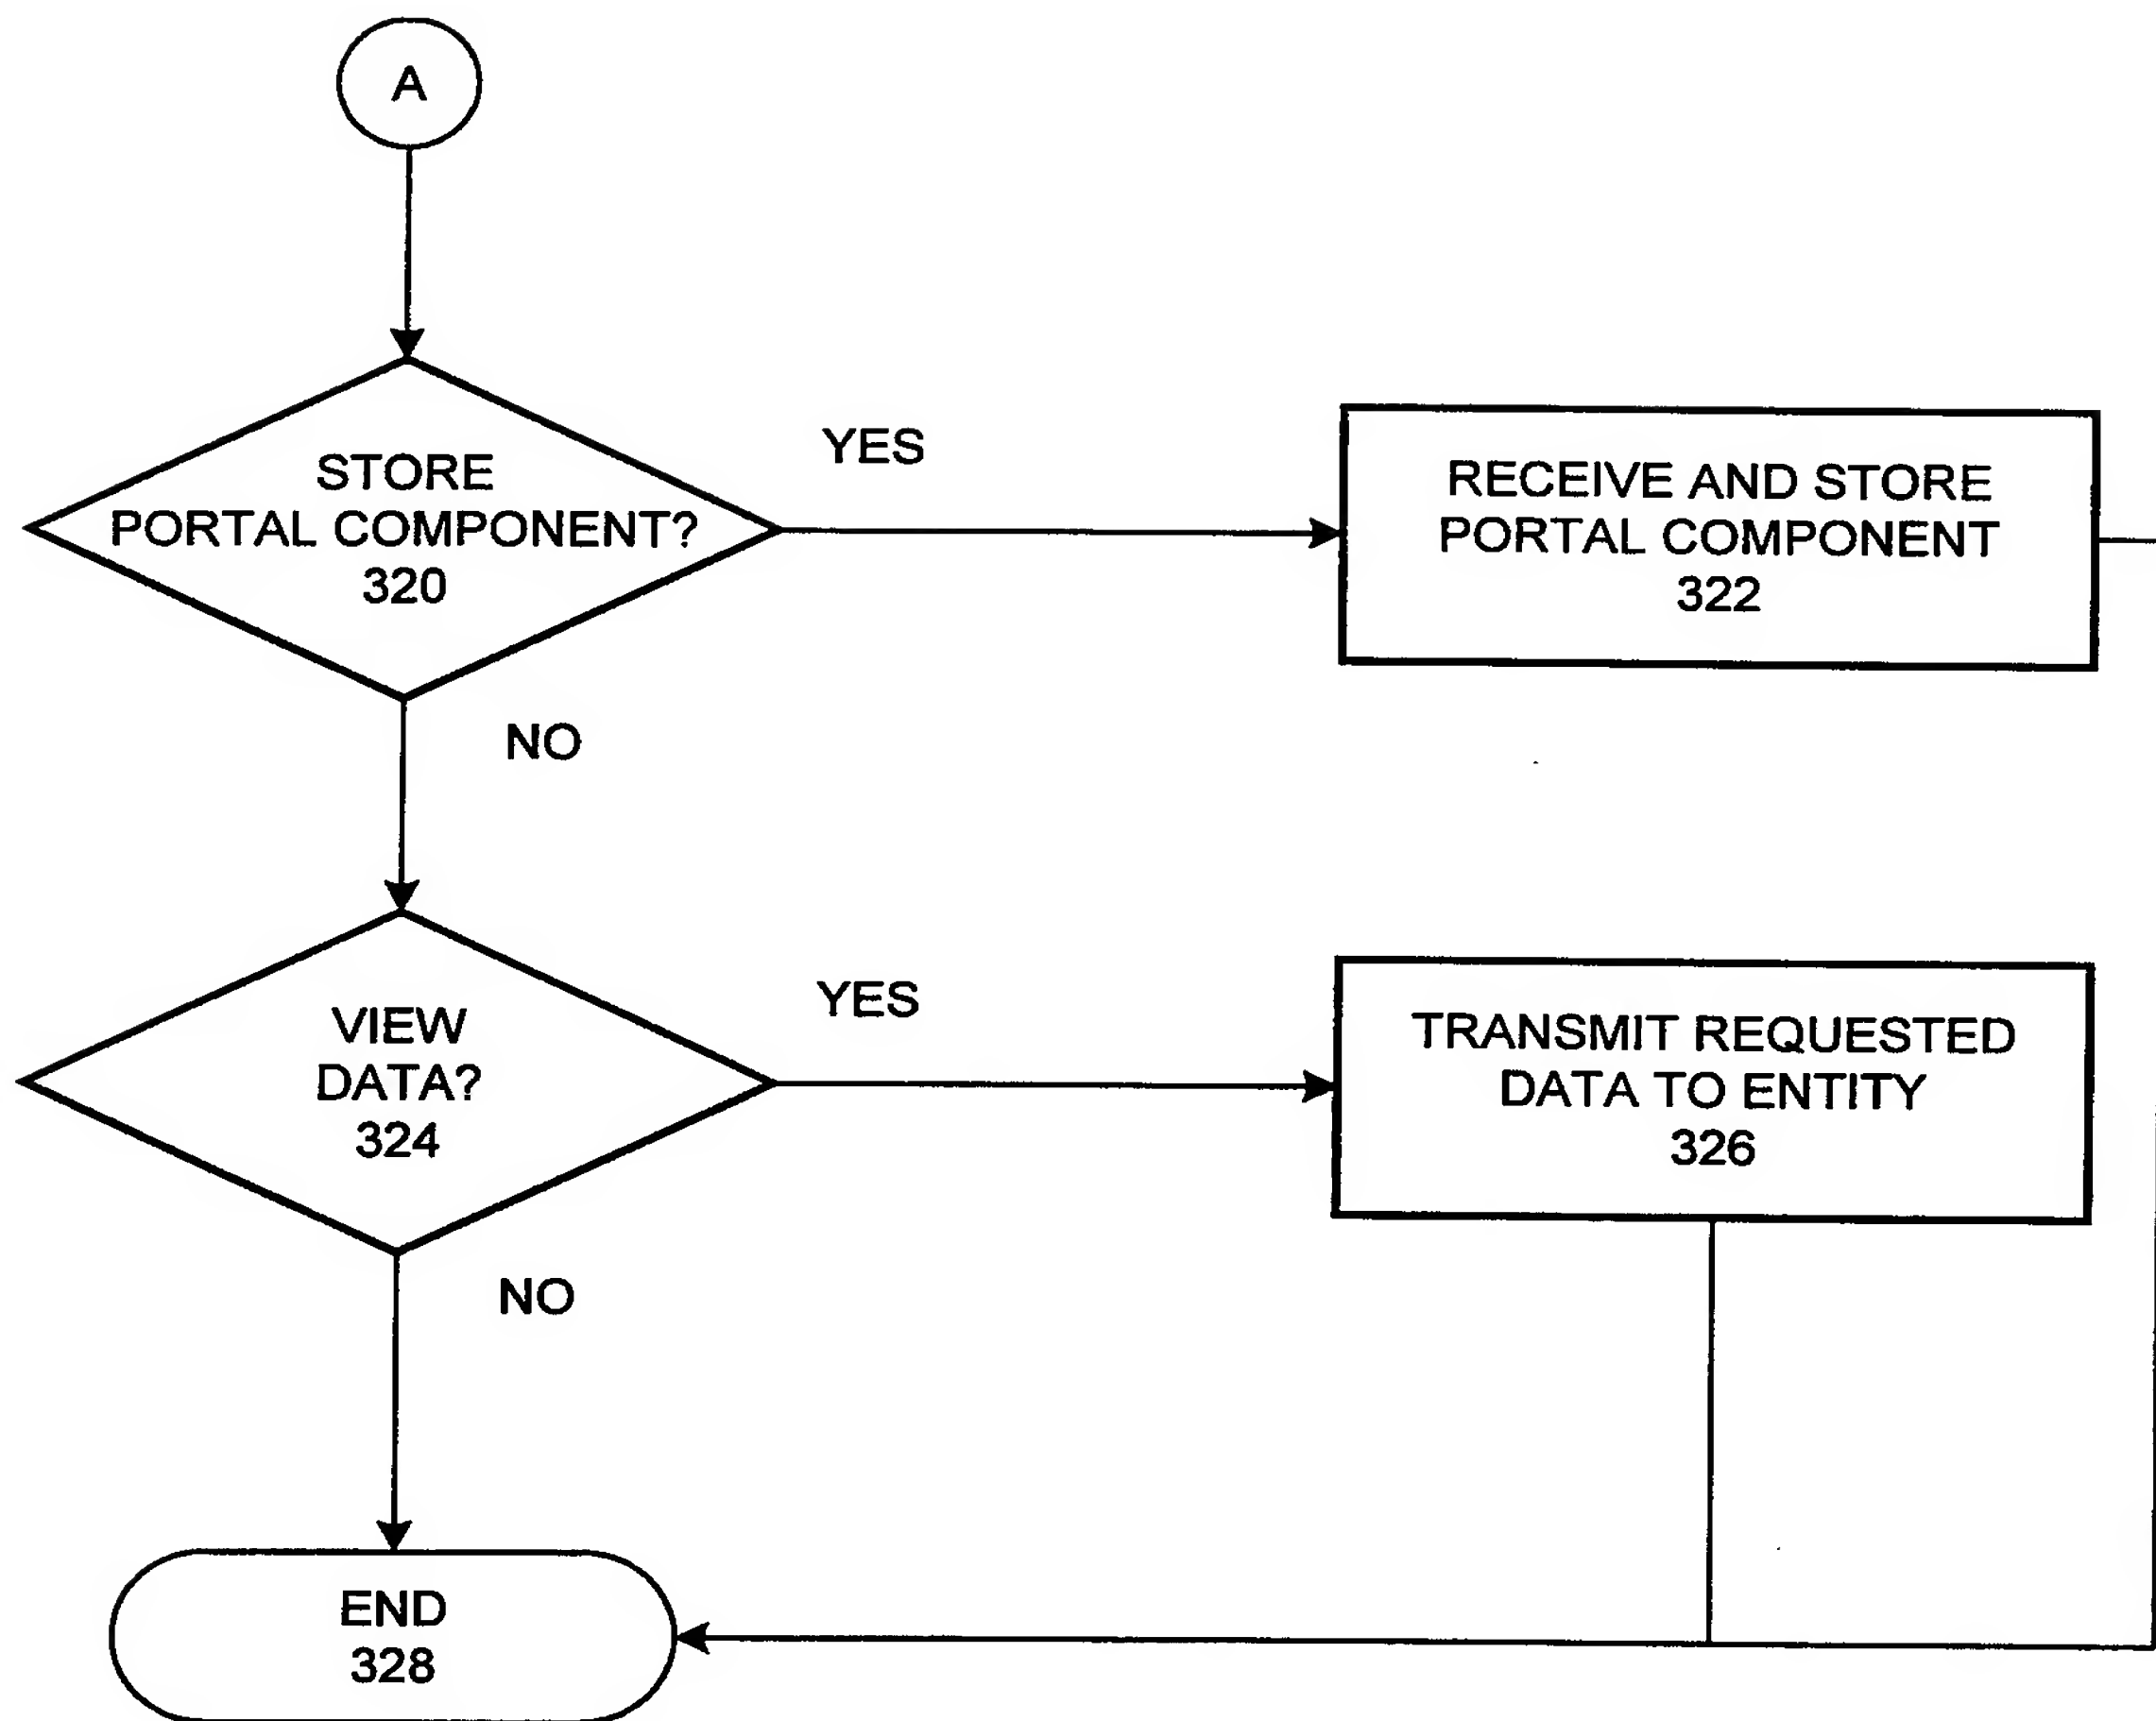 A
STORE
PORTAL COMPONENT?
320
YES
RECEIVE AND STORE
PORTAL COMPONENT
322
NO
VIEW
DATA?
324
YES
TRANSMIT REQUESTED
DATA TO ENTITY
326
NO
END
328